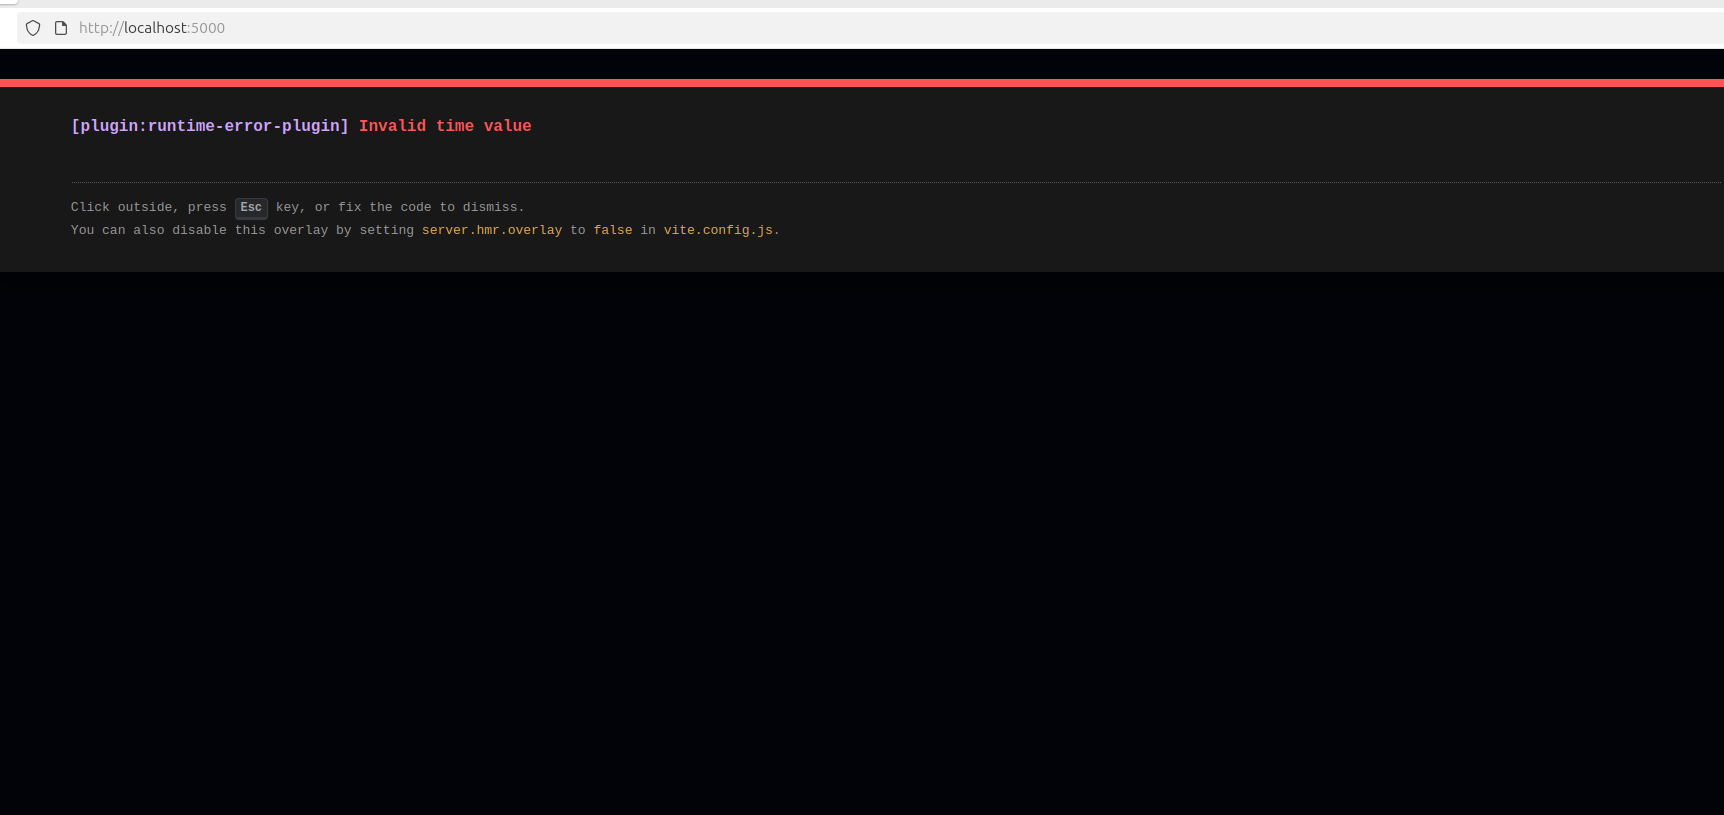 http://localhost:5000
[plugin:runtime-error-plugin] Invalid time value
Click outside, press Esc key, or fix the code to dismiss.
You can also disable this overlay by setting server.hmr.overlay to false in vite.config.js.